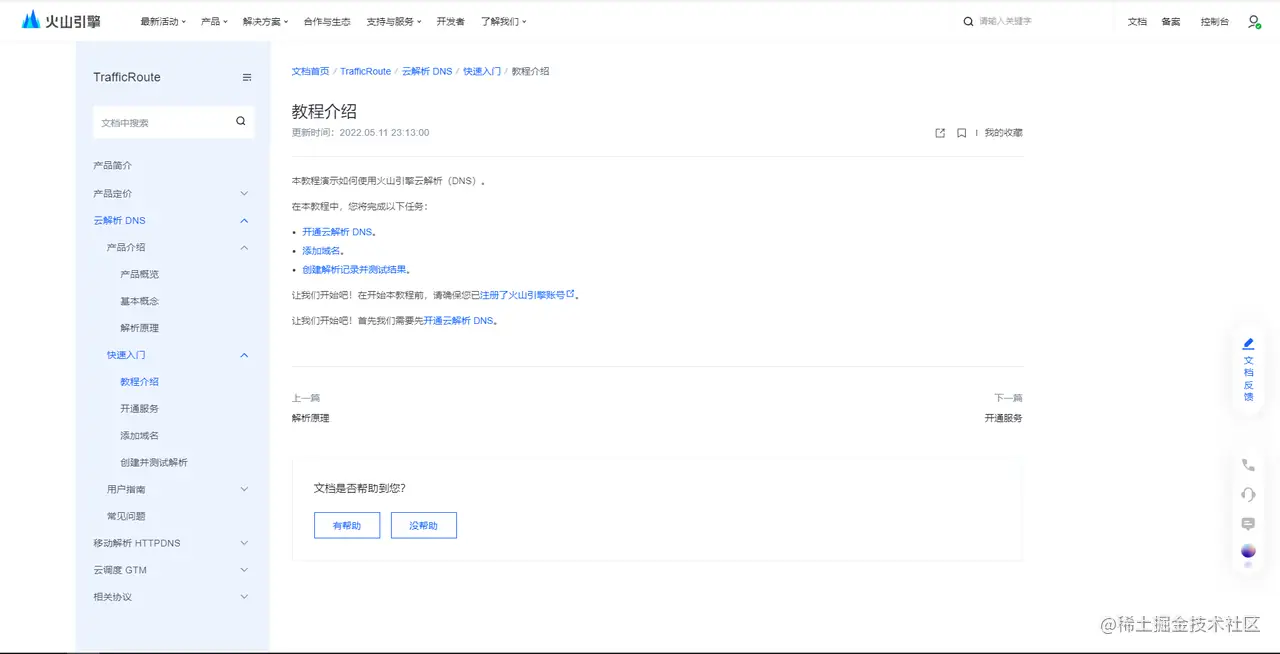 火山引擎
最新活动 产品 解决方案 合作与生态 支持与服务 开发者 了解我们 请输入关键字 文档 备案 控制台
TrafficRoute
文档中搜索
产品简介
产品定价
云解析 DNS
产品介绍
产品概览
基本概念
解析原理
快速入门
教程介绍
开通服务
添加域名
创建并测试解析
用户指南
常见问题
移动解析 HTTPDNS
云调度 GTM
相关协议
文档首页 / TrafficRoute / 云解析 DNS / 快速入门 / 教程介绍
教程介绍
更新时间：2022.05.11 23:13:00
我的收藏
本教程演示如何使用火山引擎云解析（DNS）。
在本教程中，您将完成以下任务：
• 开通云解析 DNS。
• 添加域名。
• 创建解析记录并测试结果。
让我们开始吧！在开始本教程前，请确保您已注册了火山引擎账号。
让我们开始吧！首先我们需要先开通云解析 DNS。
上一篇
解析原理
下一篇
开通服务
文档是否帮助到您？
有帮助 没帮助
文档反馈
@稀土掘金技术社区